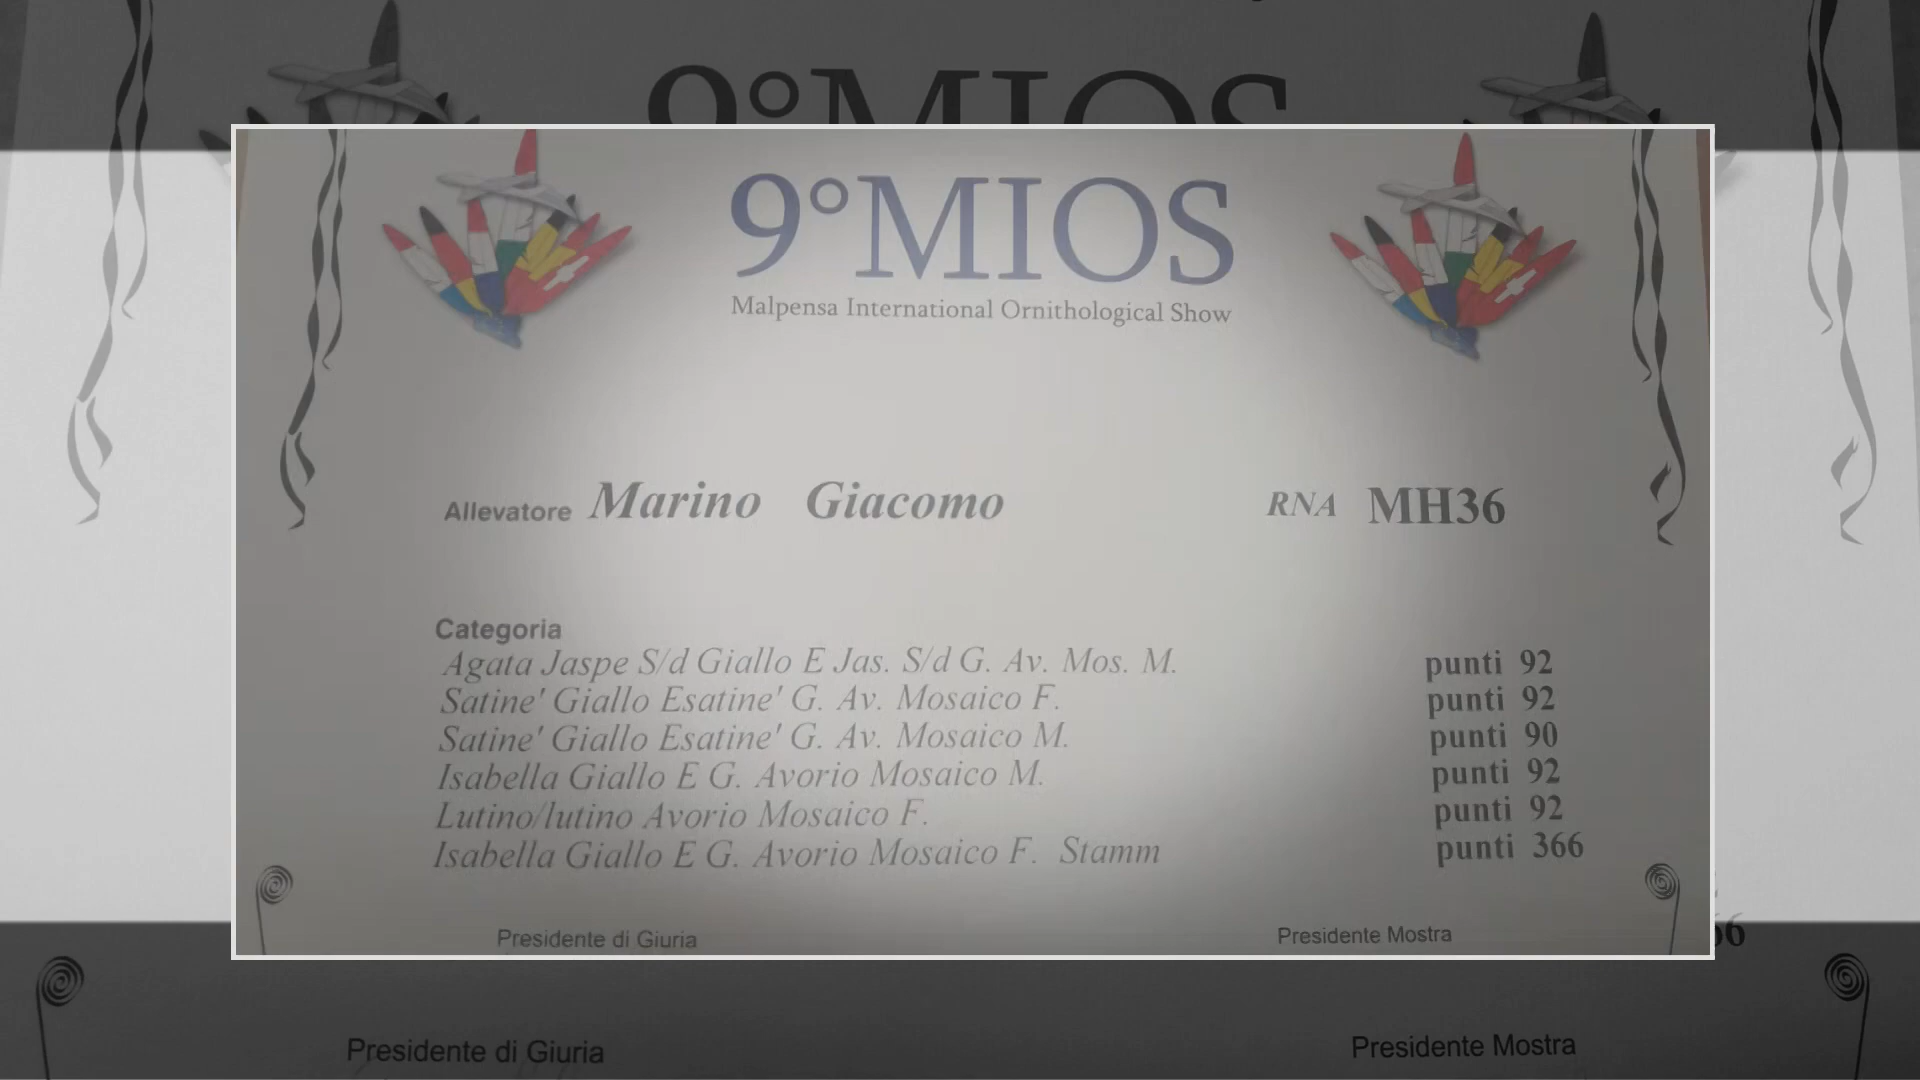 9°MIOS
9°MIOS
Malpensa International Ornithological Show
Allevatore Marino Giacomo RNA MH36
Categoria
Agata Jaspe S/d Giallo E Jas. S/d G. Av. Mos. M. punti 92
Satine' Giallo Esatine' G. Av. Mosaico F. punti 92
Satine' Giallo Esatine' G. Av. Mosaico M. punti 90
Isabella Giallo E G. Avorio Mosaico M. punti 92
Lutino/lutino Avorio Mosaico F. punti 92
Isabella Giallo E G. Avorio Mosaico F. Stamm punti 366
Presidente di Giuria Presidente Mostra
Presidente di Giuria Presidente Mostra